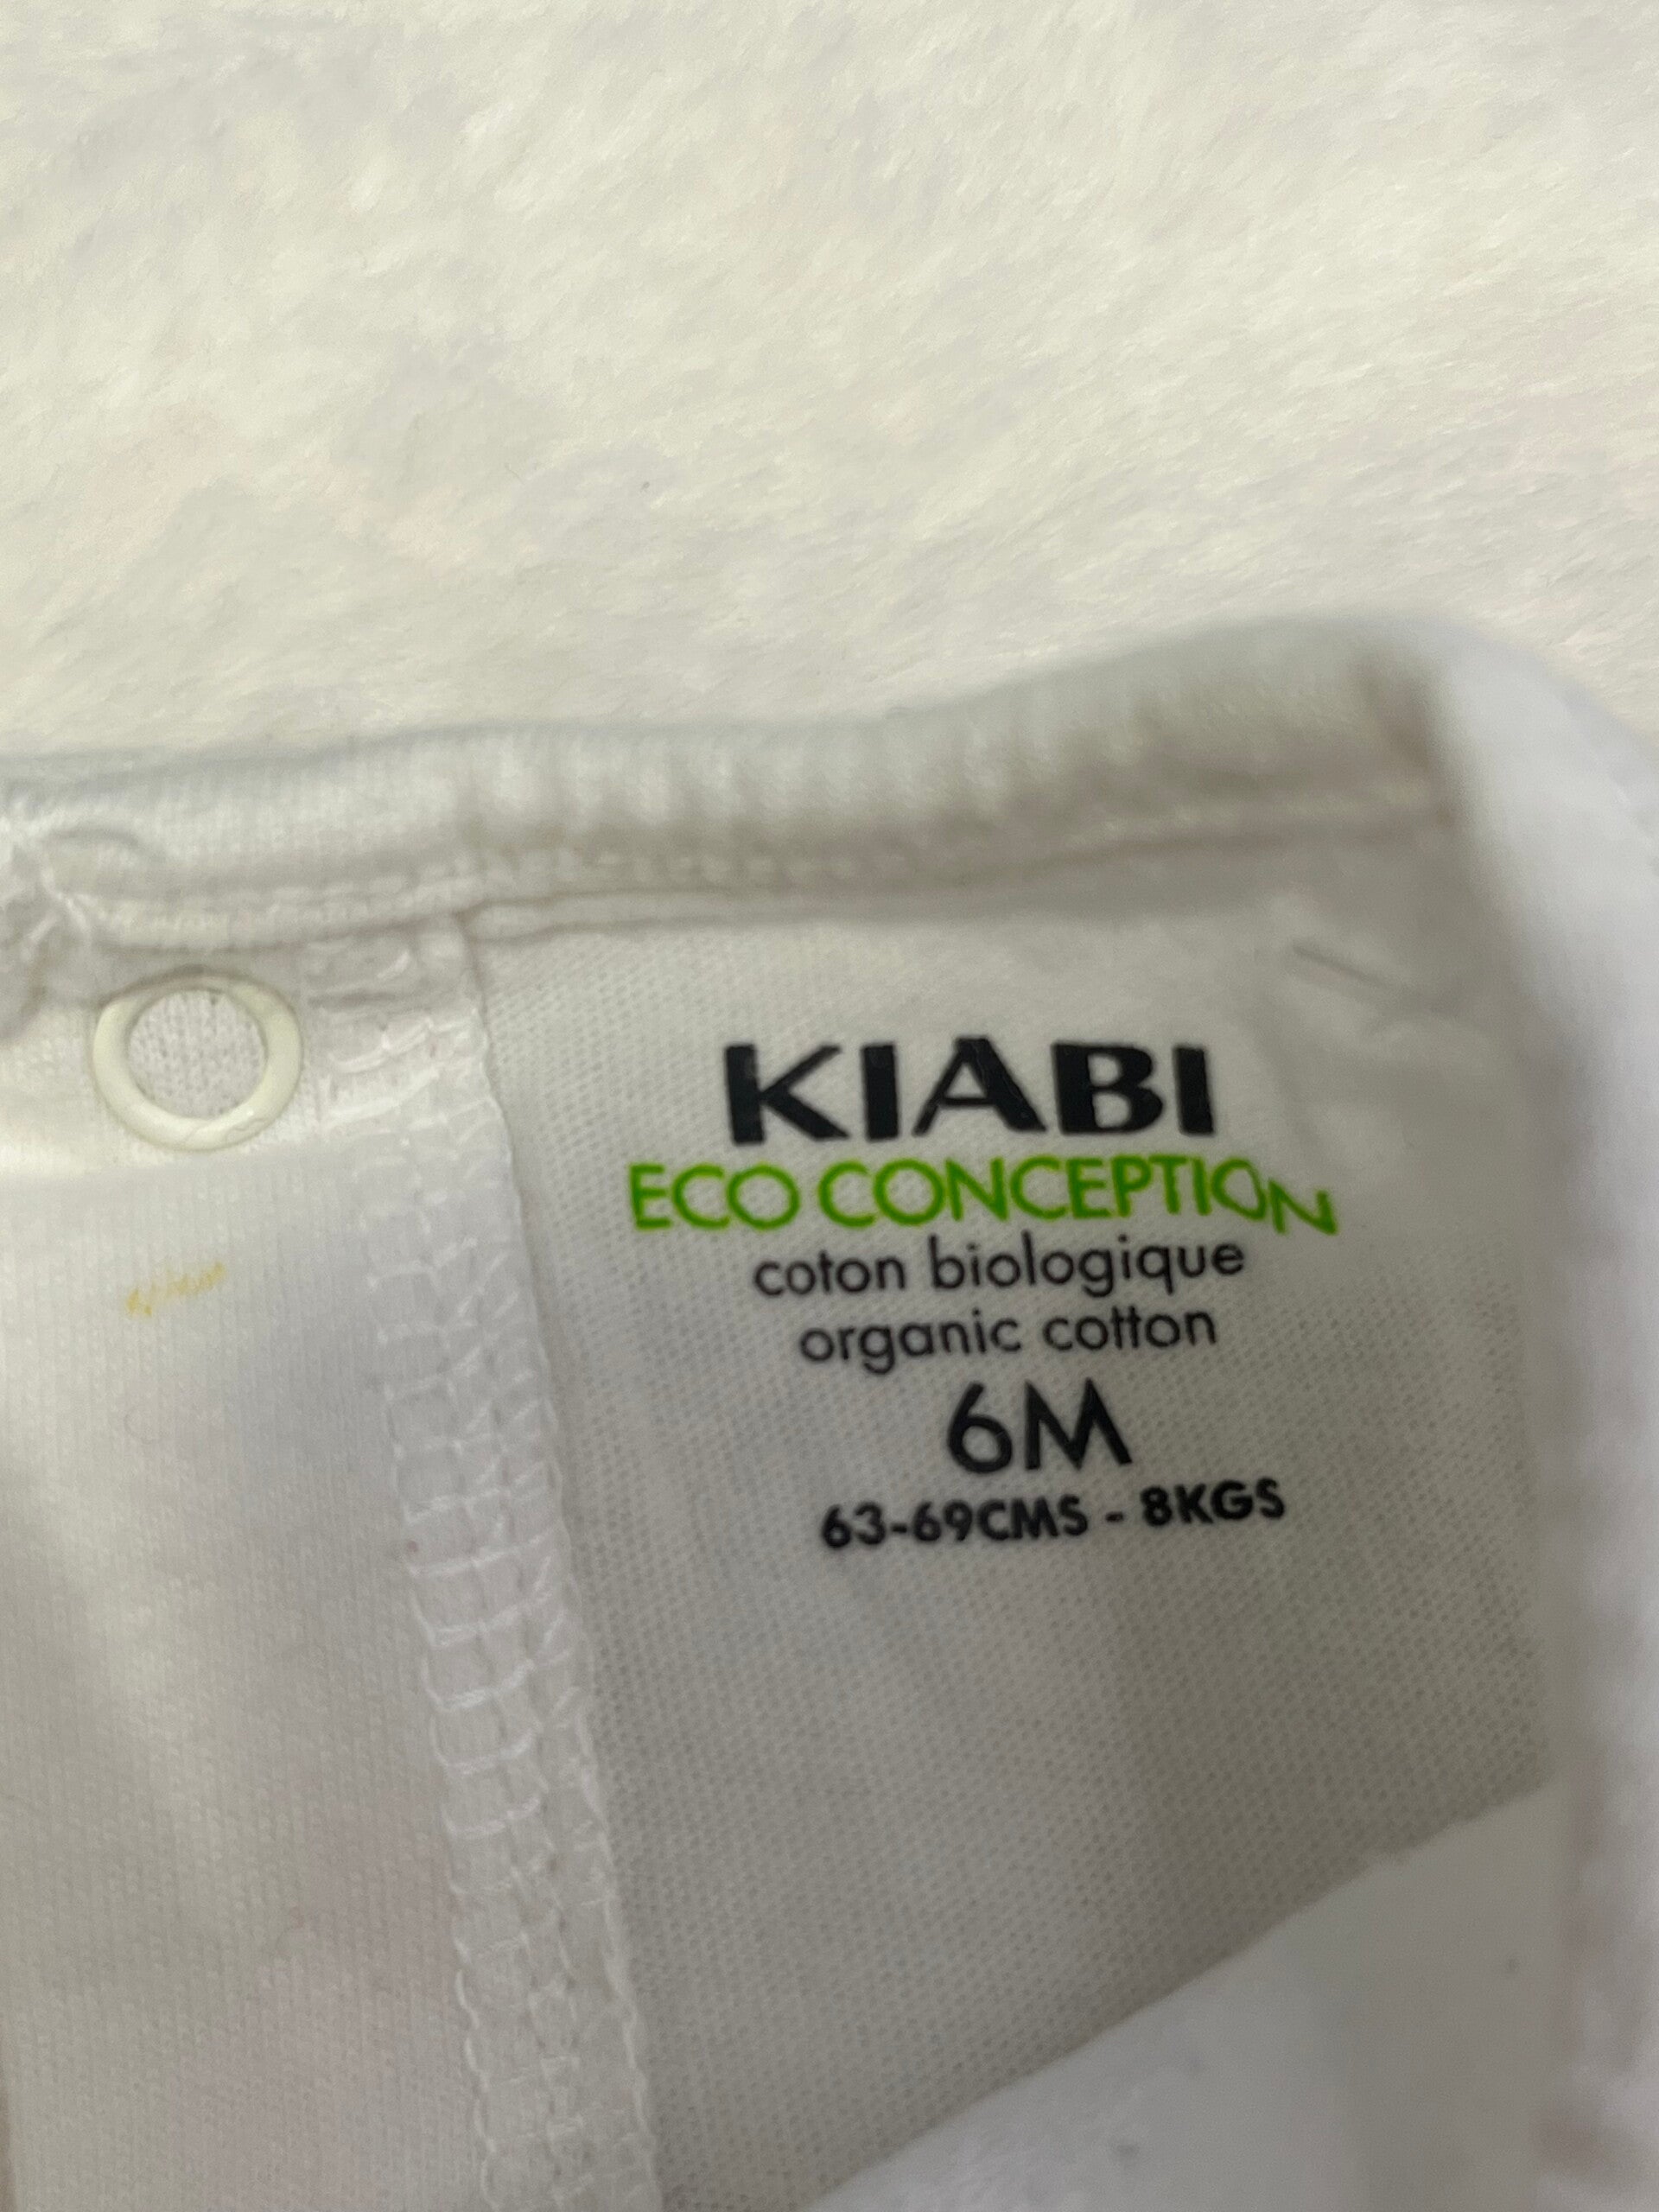 KIABI
ECO CONCEPTION
coton biologique
organic cotton
6M
63-69CMS - 8KGS